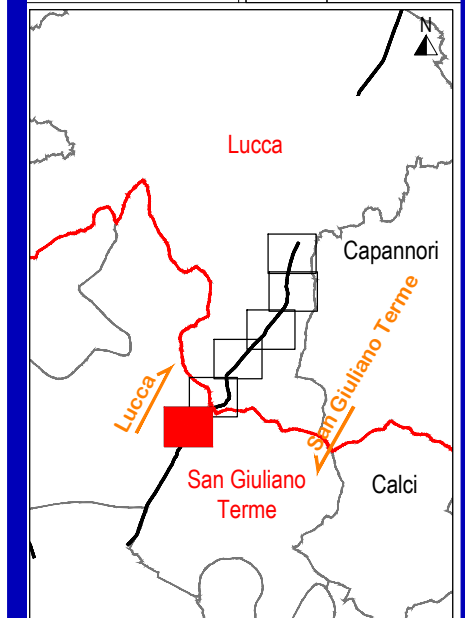 N
Lucca
Capannori
San Giuliano Terme
Lucca
San Giuliano
Terme
Calci